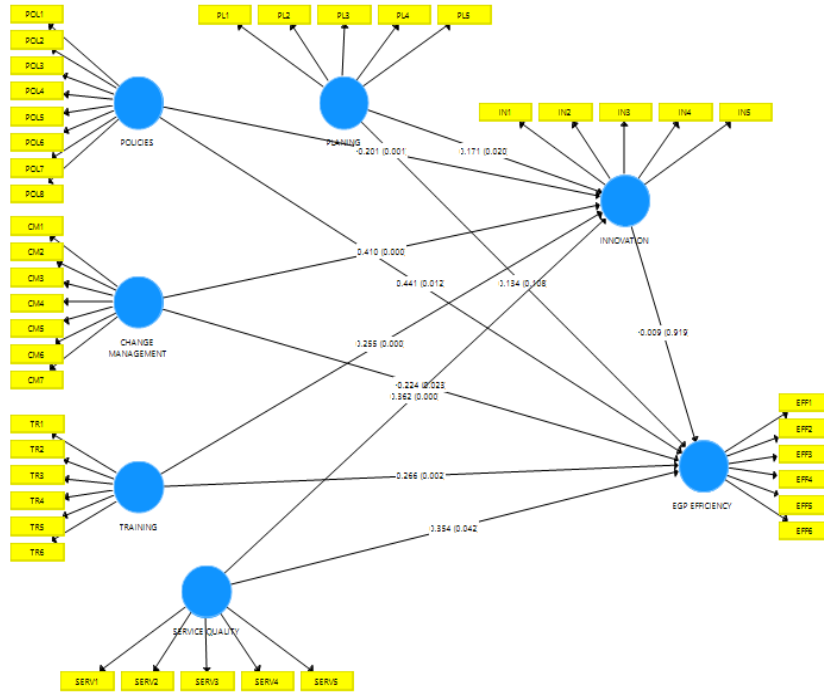 POL1
POL2
POL3
POL4
POL5
POL6
POL7
POL8
POLICIES
PL1 PL2 PL3 PL4 PL5
PLANING
IN1 IN2 IN3 IN4 IN5
INNOVATION
-0.201 (0.001
0.171 (0.020
CM1
CM2
CM3
CM4
CM5
CM6
CM7
CHANGE
MANAGEMENT
0.410 (0.000
0.441 (0.012
0.134 (0.108
-0.009 (0.919
0.255 (0.000
-0.224 (0.023
0.362 (0.000
TR1
TR2
TR3
TR4
TR5
TR6
TRAINING
0.266 (0.002
EFF1
EFF2
EFF3
EFF4
EFF5
EFF6
EGP EFFICIENCY
0.354 (0.042
SERVICE QUALITY
SERV1 SERV2 SERV3 SERV4 SERV5